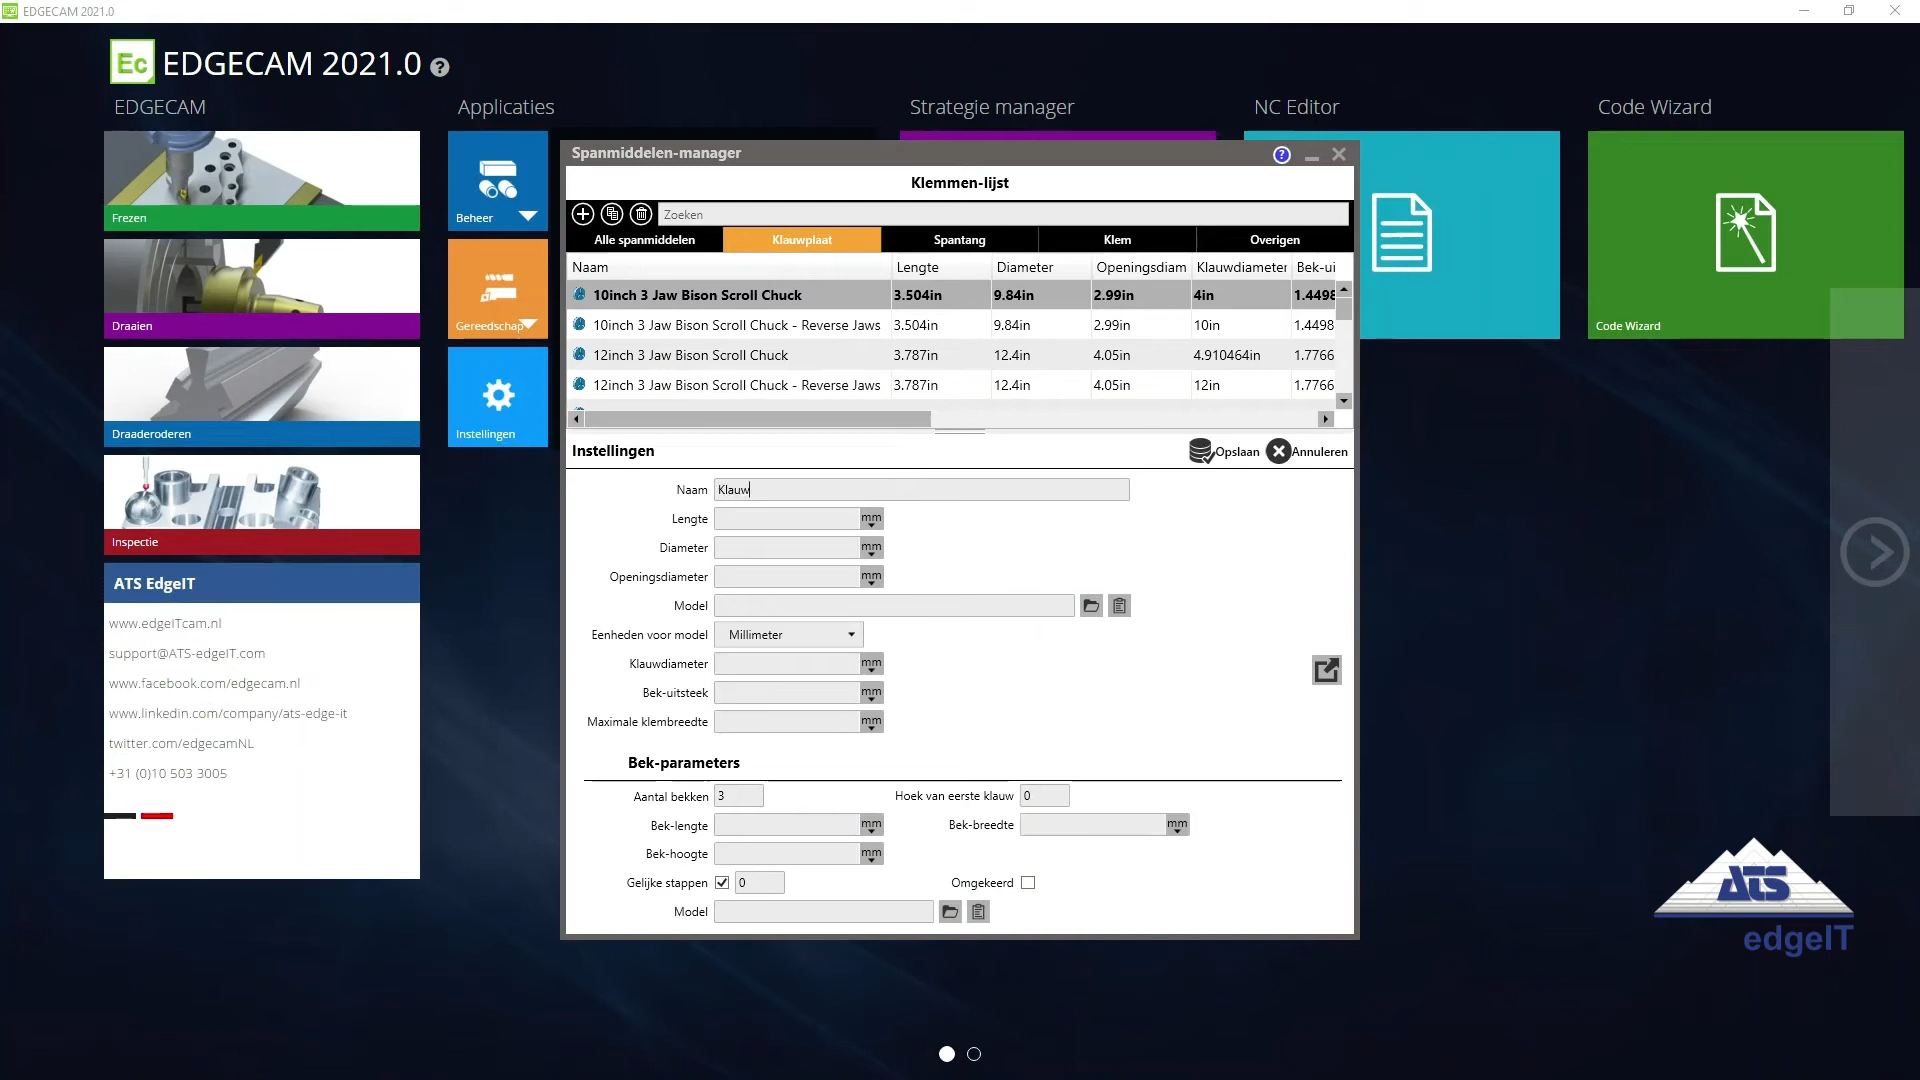 EDGECAM 2021.0
Ec EDGECAM 2021.0 ?
EDGECAM
Applicaties
Strategie manager
NC Editor
Code Wizard
Frezen
Draaien
Draaderoderen
Inspectie
Beheer
Gereedschap
Instellingen
Code Wizard
ATS EdgeIT
www.edgeITcam.nl
support@ATS-edgeIT.com
www.facebook.com/edgecam.nl
www.linkedin.com/company/ats-edge-it
twitter.com/edgecamNL
+31 (0)10 503 3005
Spanmiddelen-manager ?
Klemmen-lijst
Zoeken
Alle spanmiddelen Klauwplaat Spantang Klem Overigen
Naam Lengte Diameter Openingsdiam Klauwdiameter Bek-ui
10inch 3 Jaw Bison Scroll Chuck 3.504in 9.84in 2.99in 4in 1.4498
10inch 3 Jaw Bison Scroll Chuck - Reverse Jaws 3.504in 9.84in 2.99in 10in 1.4498
12inch 3 Jaw Bison Scroll Chuck 3.787in 12.4in 4.05in 4.910464in 1.7766
12inch 3 Jaw Bison Scroll Chuck - Reverse Jaws 3.787in 12.4in 4.05in 12in 1.7766
Instellingen Opslaan Annuleren
Naam Klauw
Lengte mm
Diameter mm
Openingsdiameter mm
Model
Eenheden voor model Millimeter
Klauwdiameter mm
Bek-uitsteek mm
Maximale klembreedte mm
Bek-parameters
Aantal bekken 3 Hoek van eerste klauw 0
Bek-lengte mm Bek-breedte mm
Bek-hoogte mm
Gelijke stappen 0 Omgekeerd
Model
ATS
edgeIT